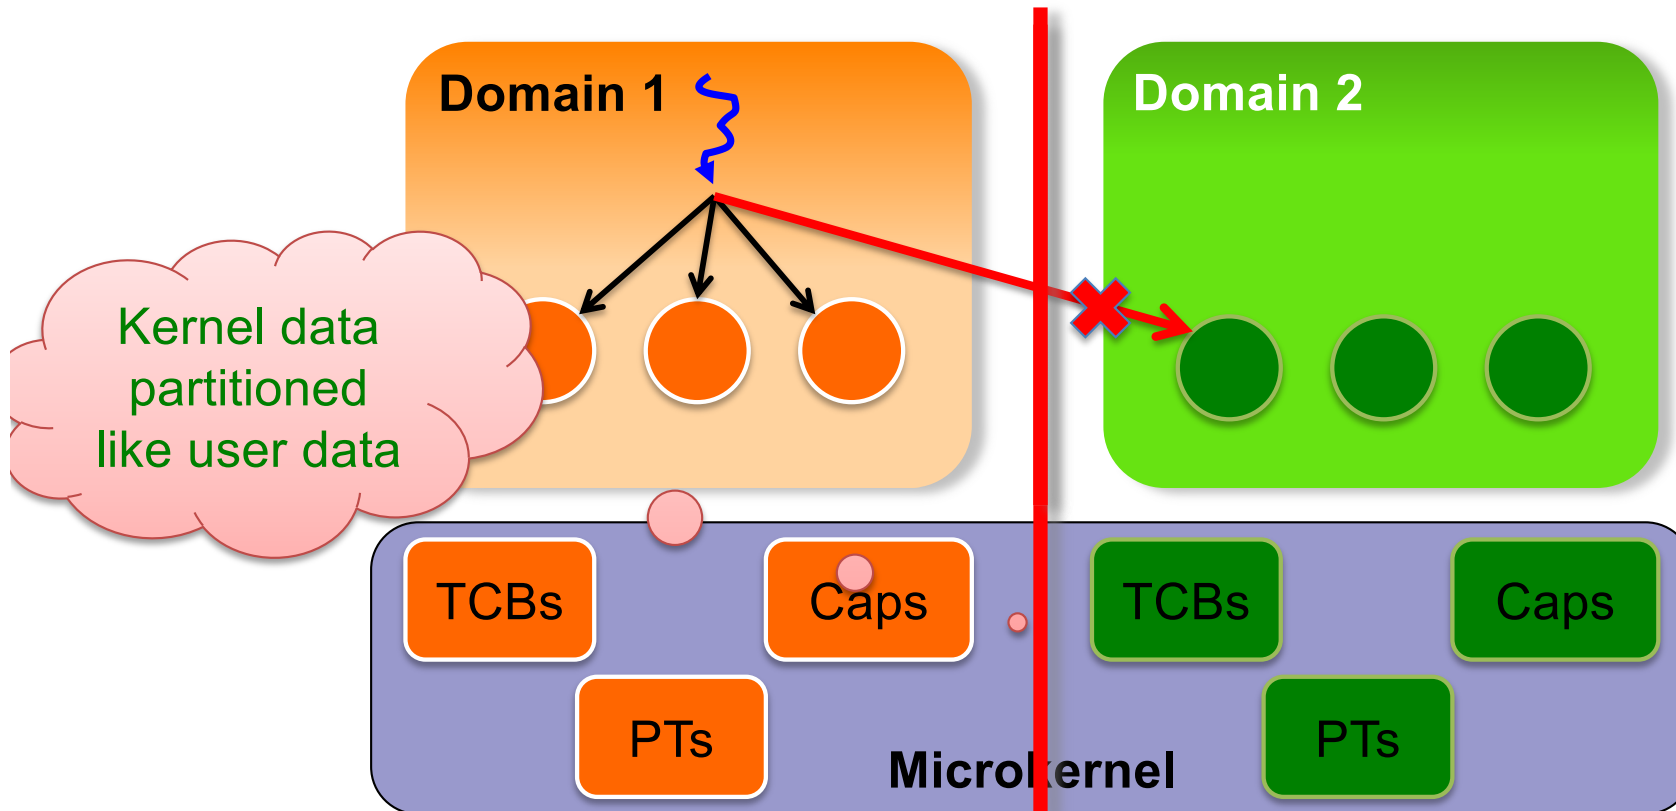 Domain 1
Domain 2
Kernel data
partitioned
like user data
TCBs
Caps
TCBs
Caps
PTs
PTs
Microkernel